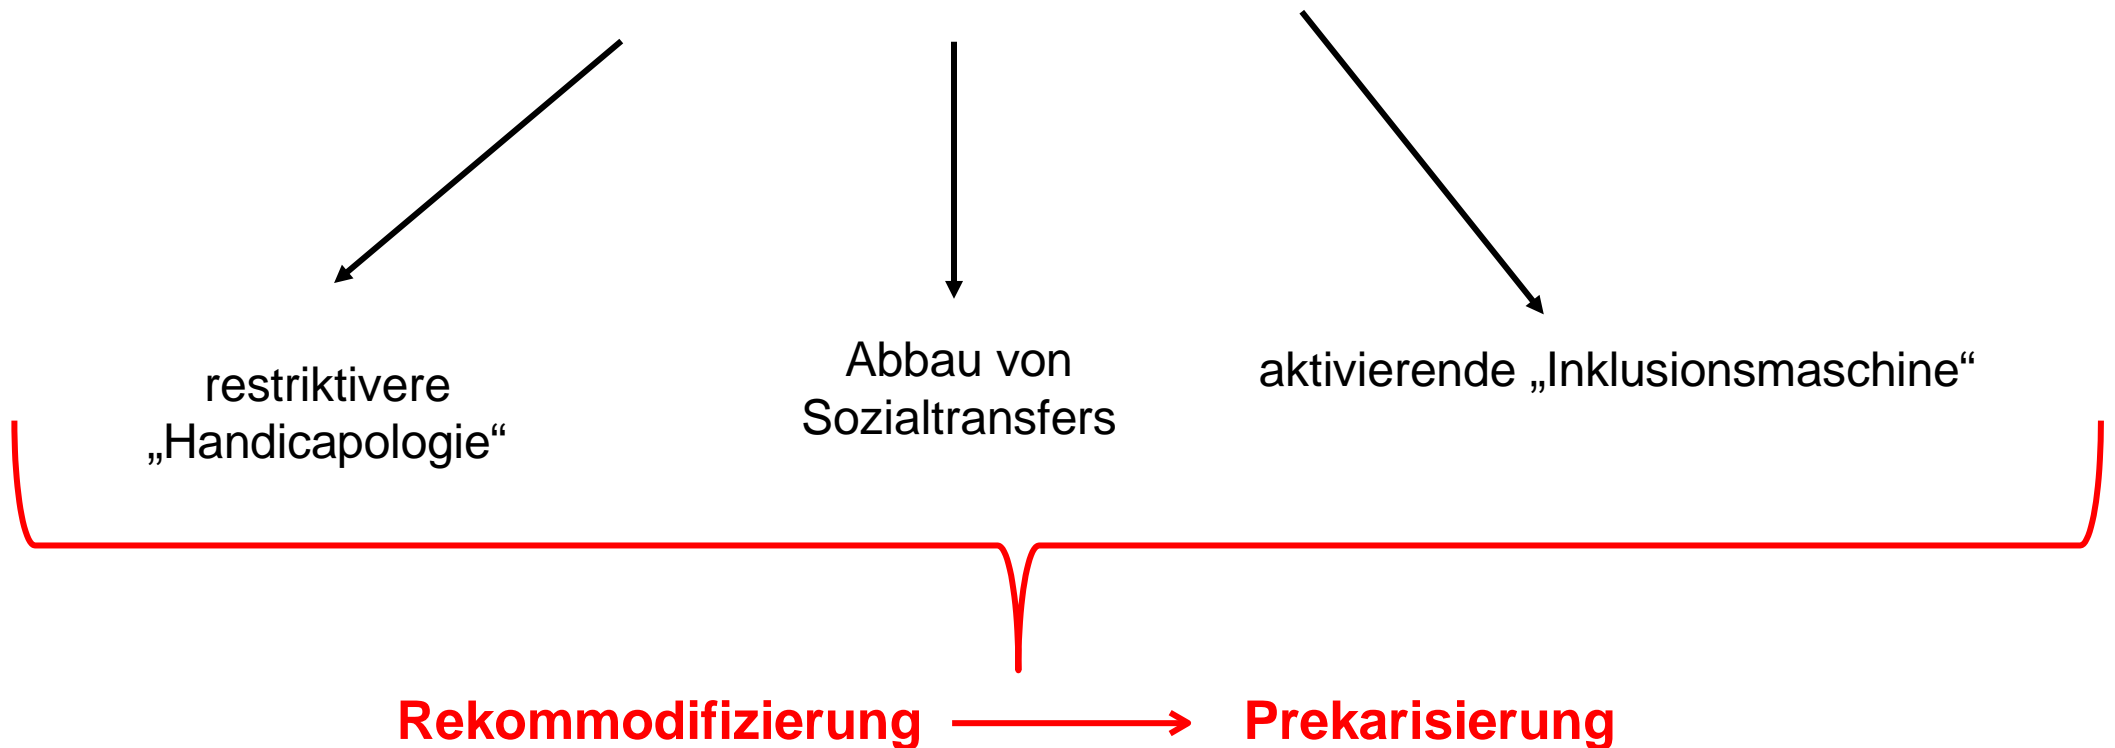 restriktivere
„Handicapologie“
Abbau von
Sozialtransfers
aktivierende „Inklusionsmaschine“
Rekommodifizierung
Prekarisierung